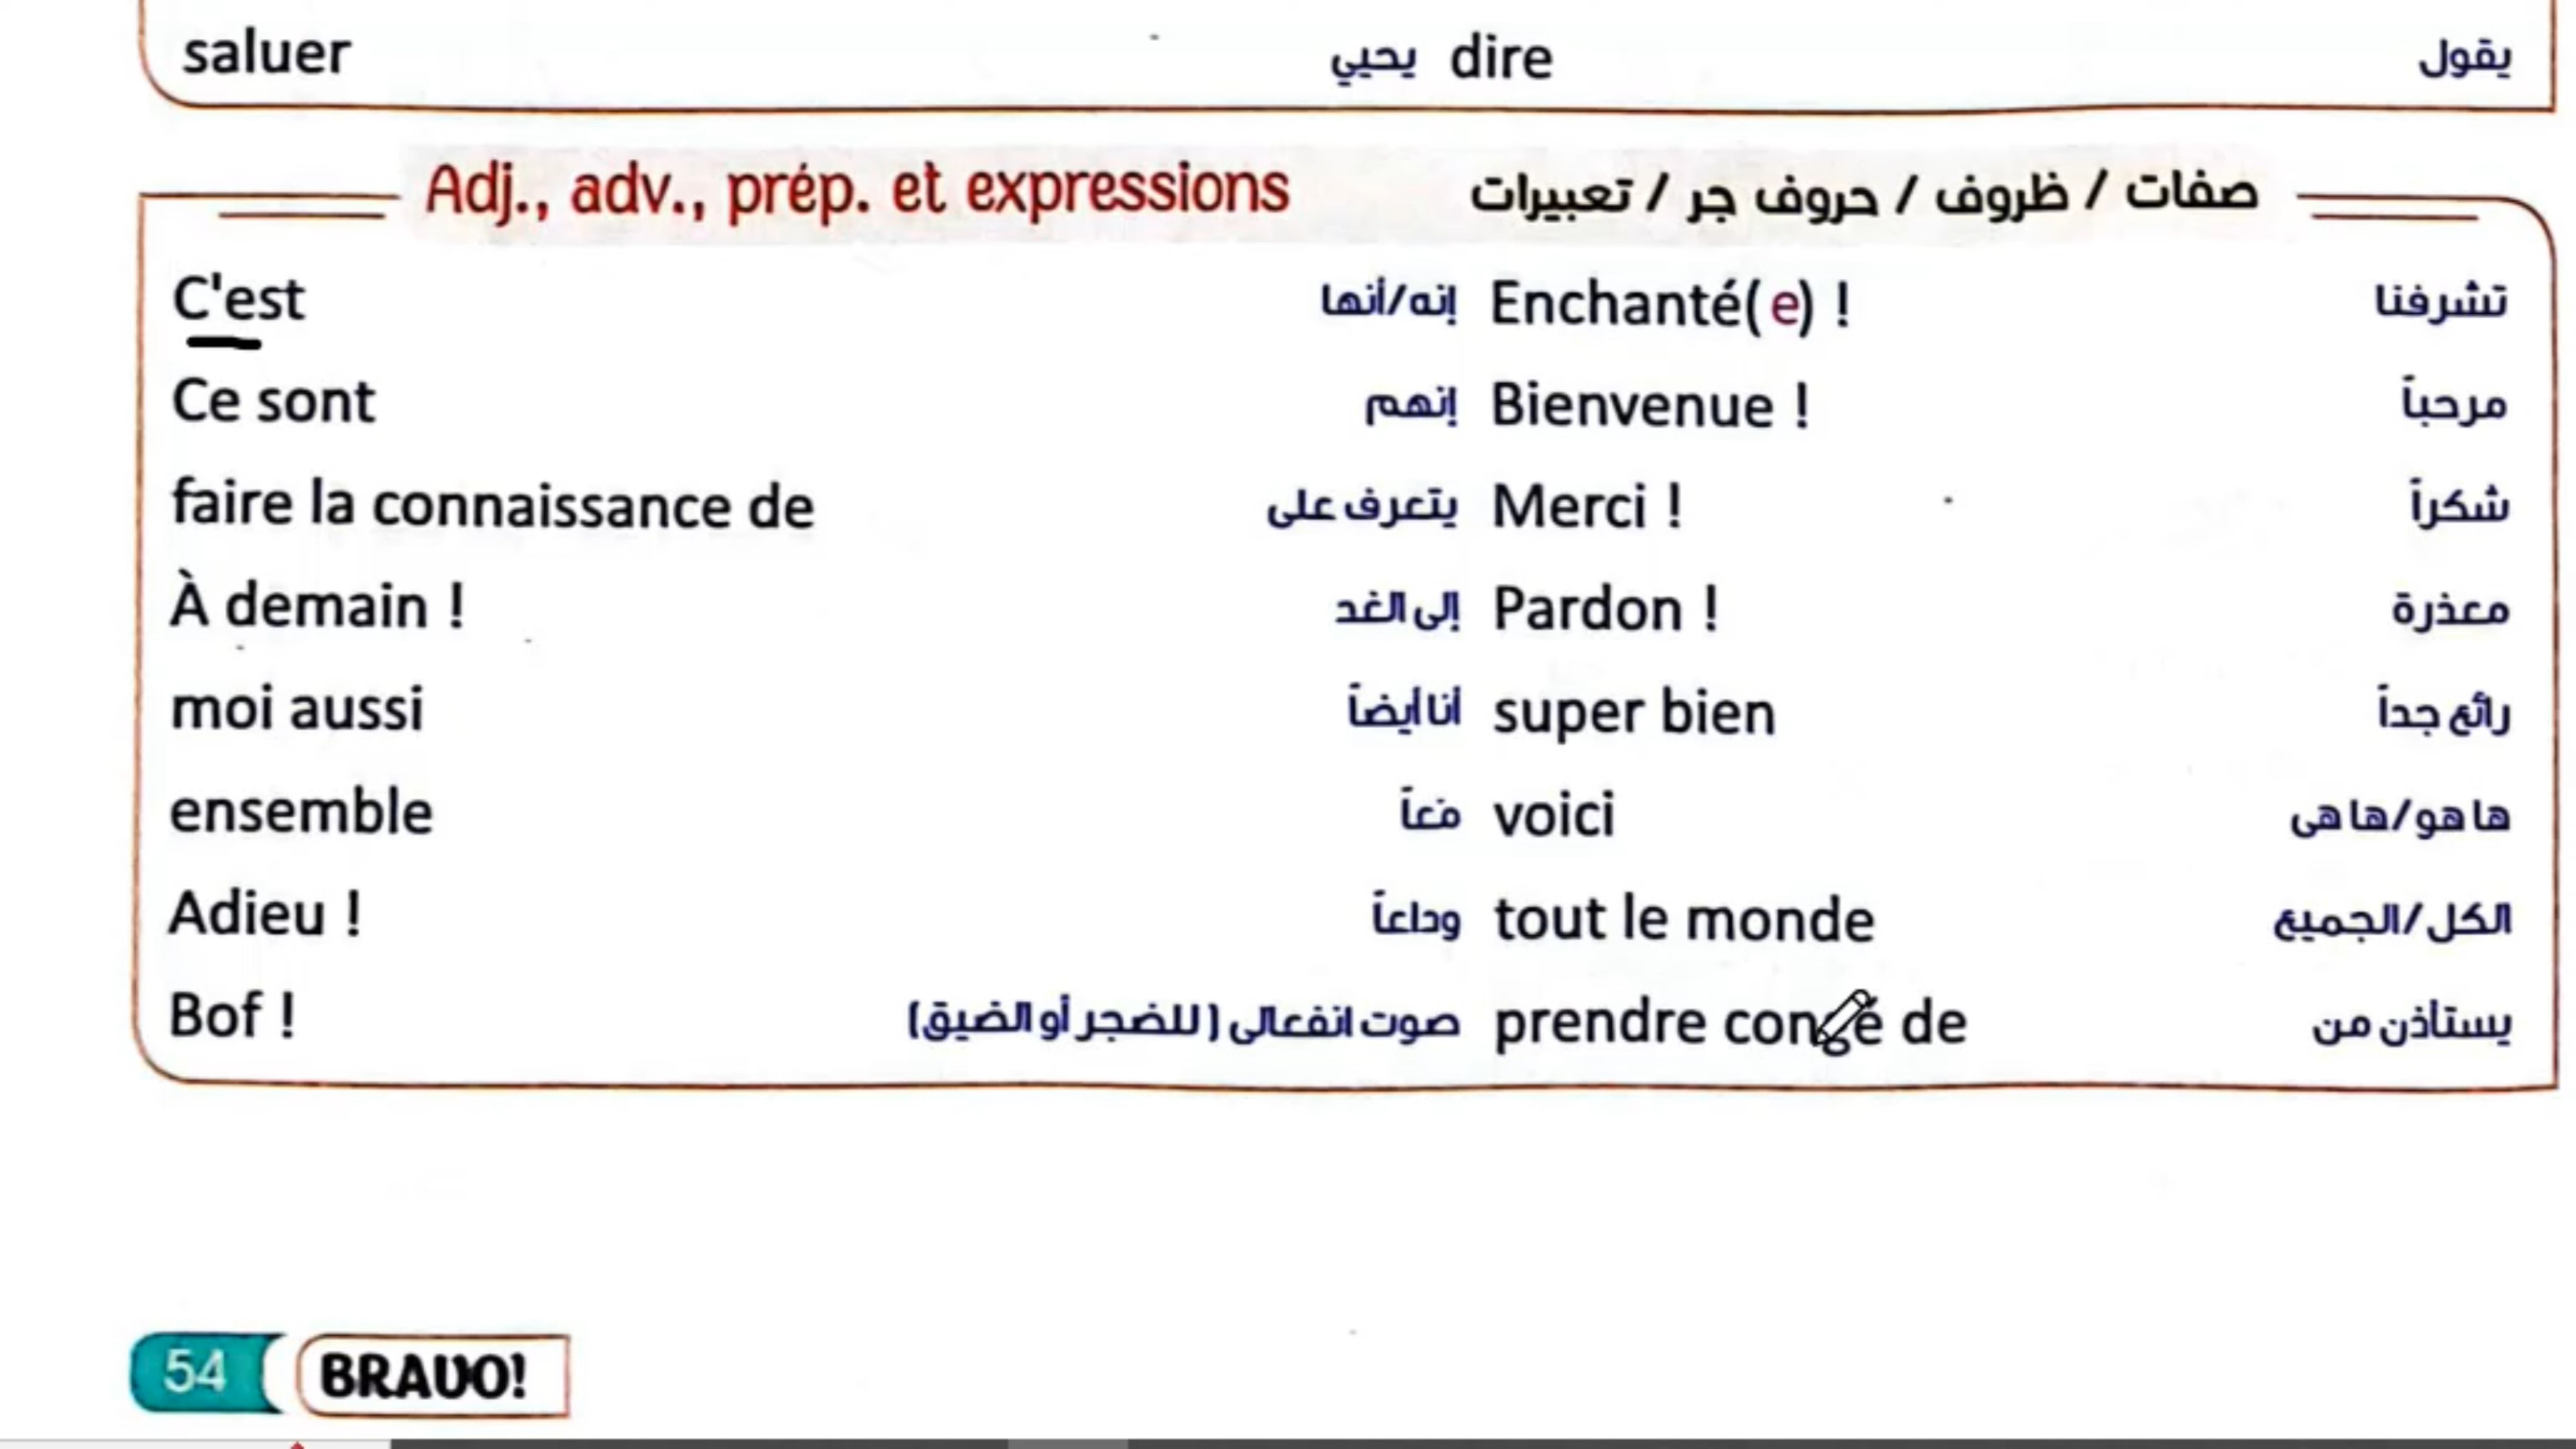 saluer يحيي dire يقول
Adj., adv., prép. et expressions صفات / ظروف / حروف جر / تعبيرات
C'est إنه/أنها Enchanté(e) ! تشرفنا
Ce sont إنهم Bienvenue ! مرحباً
faire la connaissance de يتعرف على Merci ! شكراً
À demain ! إلى الغد Pardon ! معذرة
moi aussi أنا أيضاً super bien رائع جداً
ensemble معاً voici ها هو/ها هى
Adieu ! وداعاً tout le monde الكل/الجميع
Bof ! صوت انفعالى (للضجر أو الضيق) prendre congé de يستأذن من
54 BRAVO!